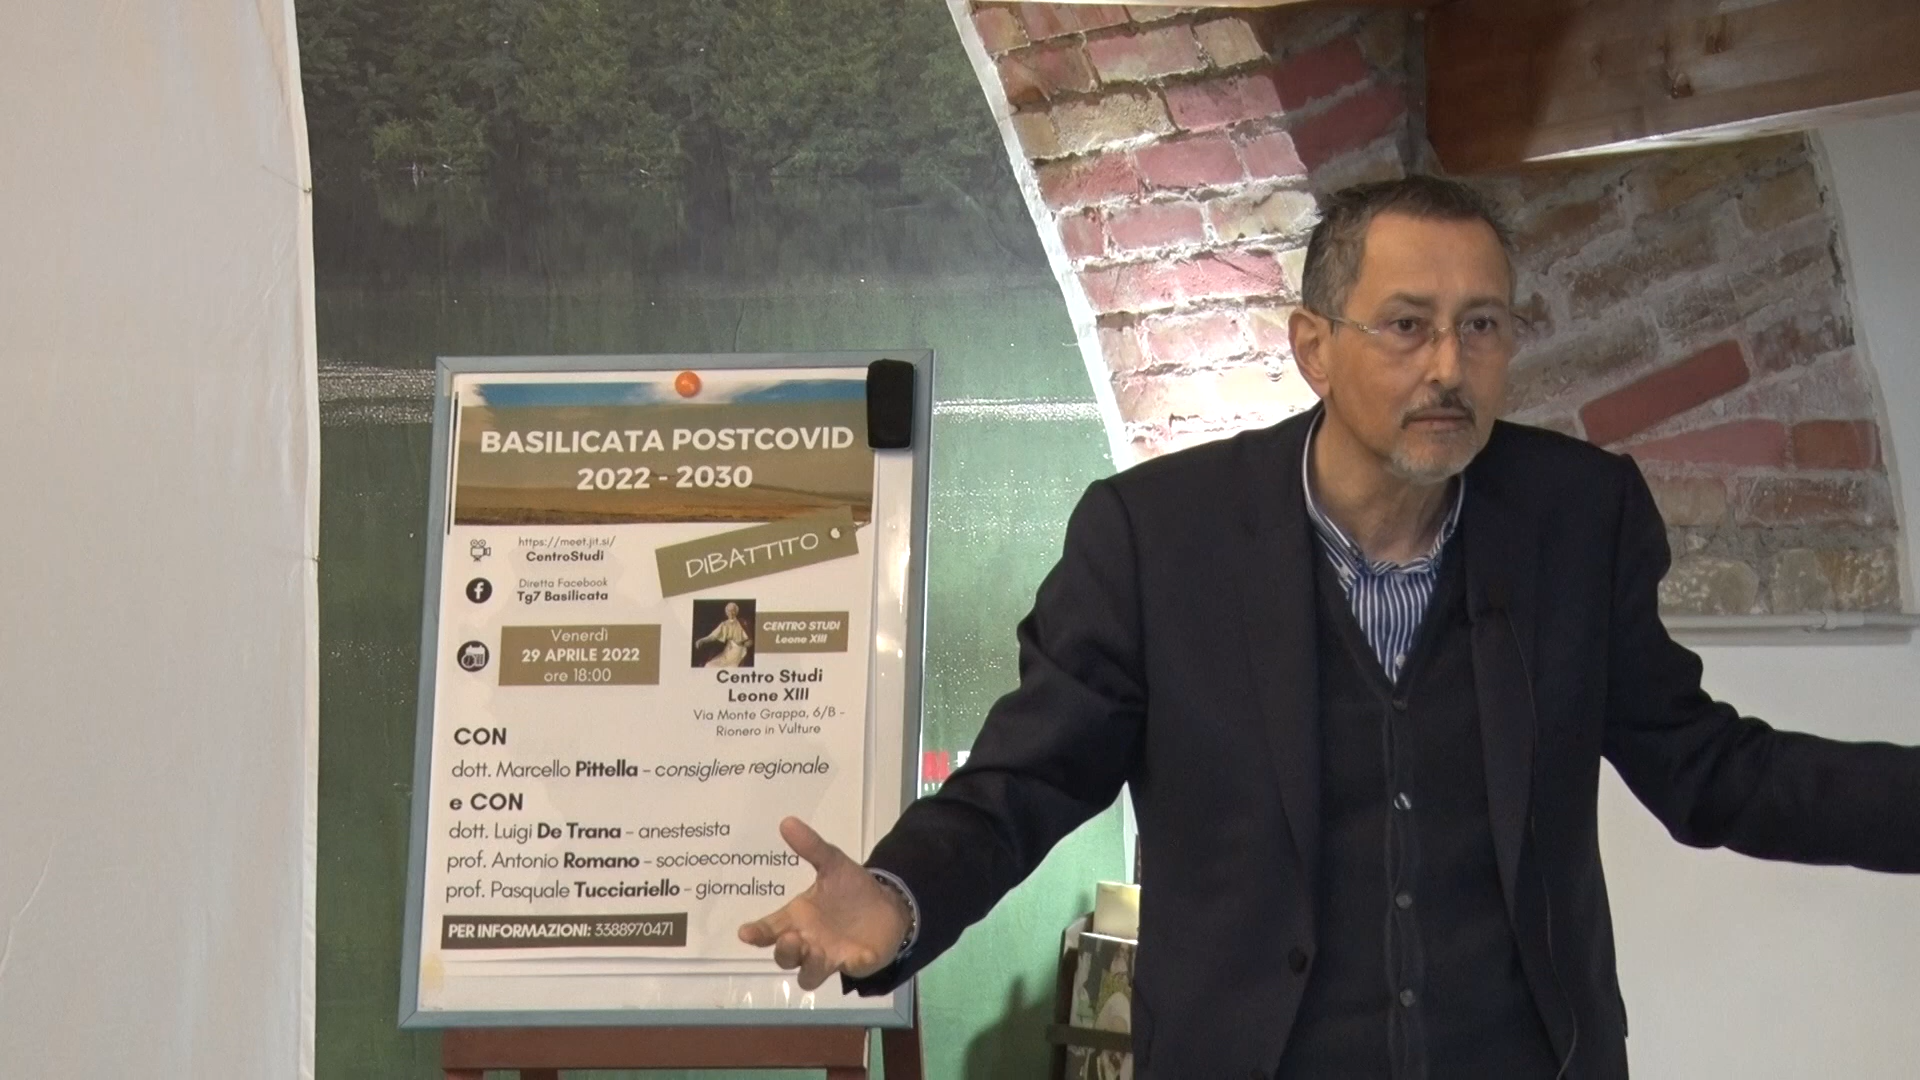 BASILICATA POSTCOVID
2022 - 2030
https://meet.jit.si/
CentroStudi
DIBATTITO
Diretta Facebook
Tg7 Basilicata
Venerdì
29 APRILE 2022
ore 18:00
CENTRO STUDI
Leone XIII
Centro Studi
Leone XIII
Via Monte Grappa, 6/B -
Rionero in Vulture
CON
dott. Marcello Pittella - consigliere regionale
e CON
dott. Luigi De Trana - anestesista
prof. Antonio Romano - socioeconomista
prof. Pasquale Tucciariello - giornalista
PER INFORMAZIONI: 3388970471